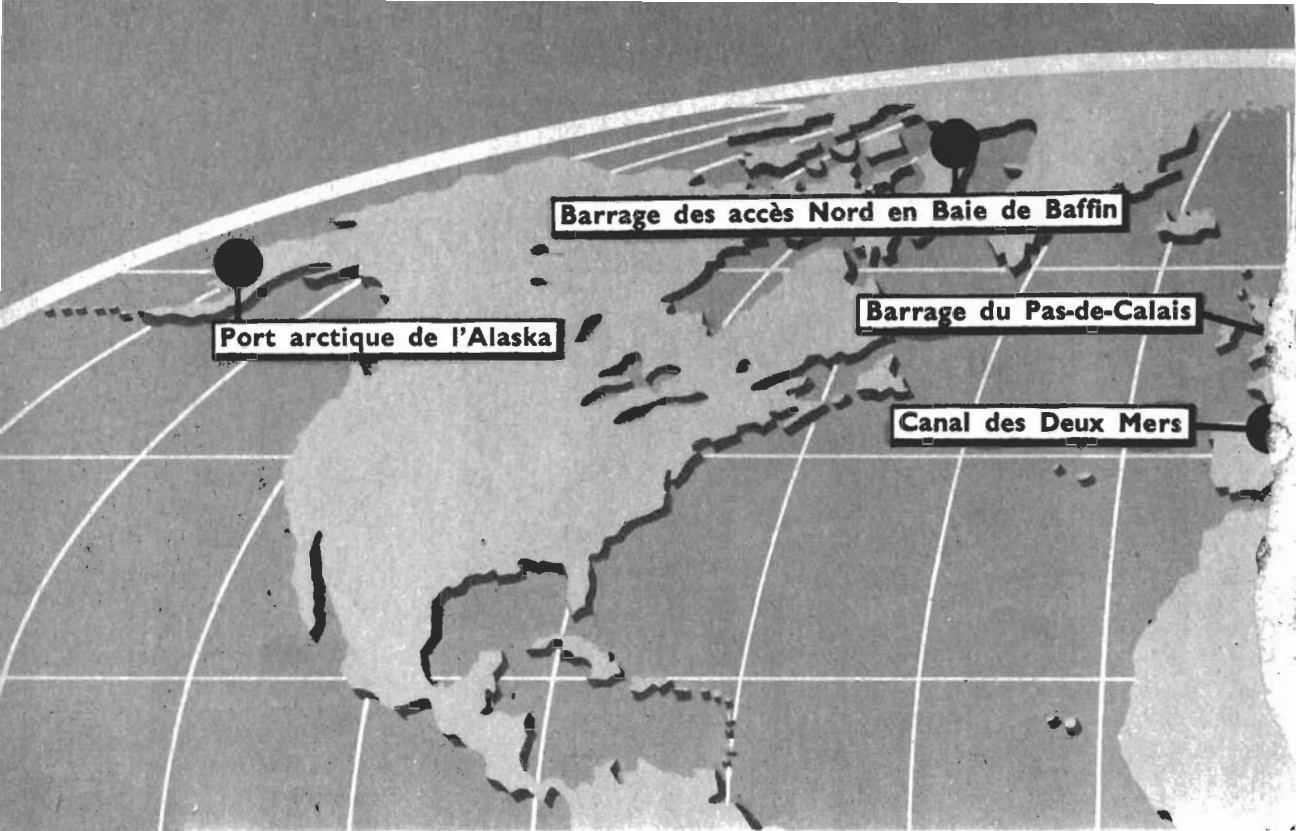 Barrage des accès Nord en Baie de Baffin
Barrage du Pas-de-Calais
Port arctique de l'Alaska
Canal des Deux Mers